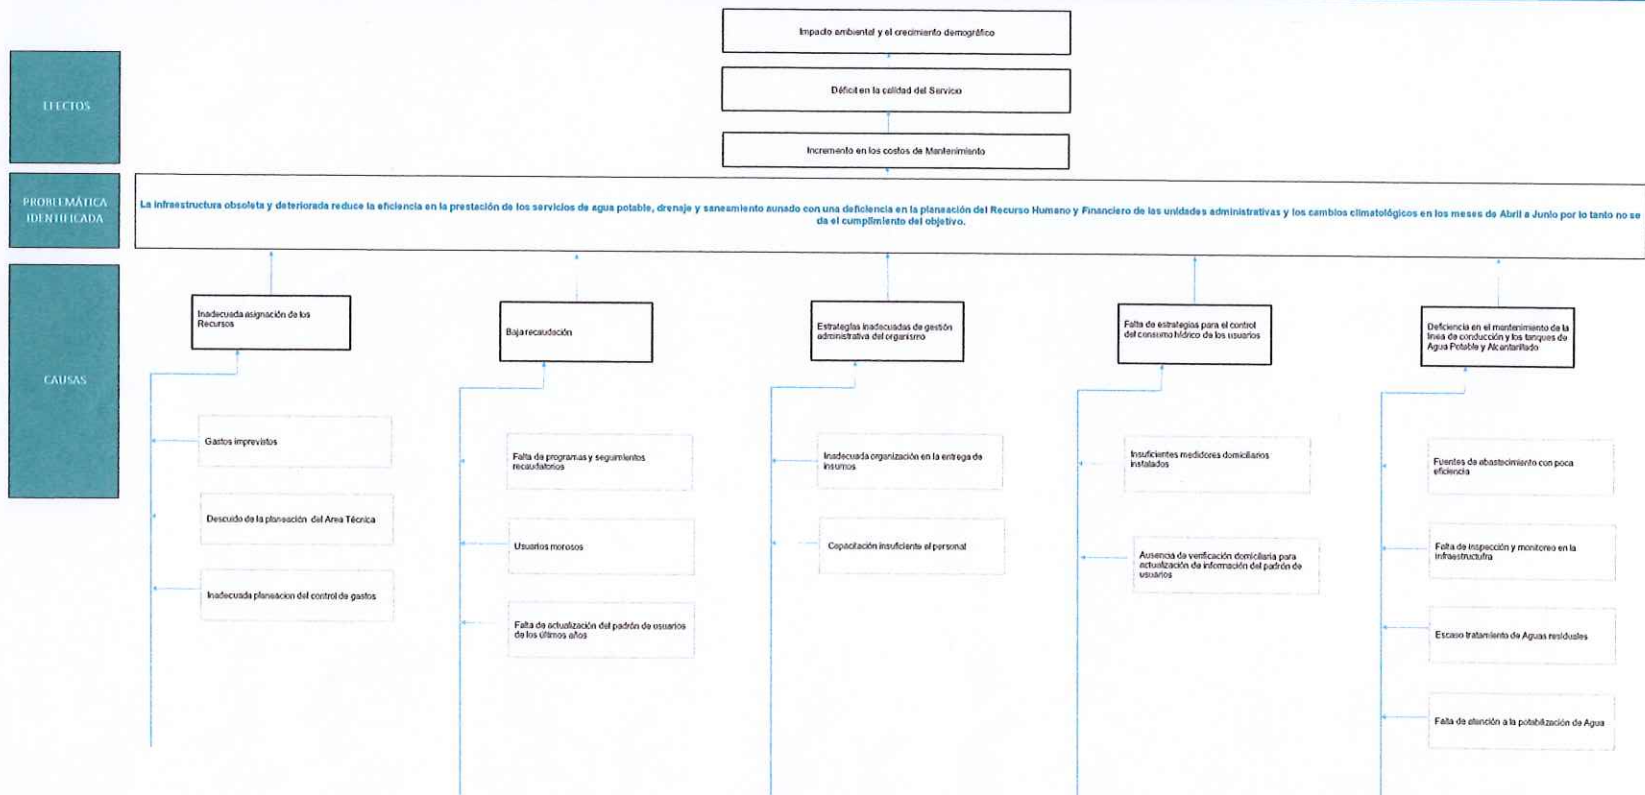 Impacto ambiental y el crecimiento demográfico
EFECTOS
Déficit en la calidad del Servico
Incremento en los costos de Mantenimiento
PROBLEMÁTICA
IDENTIFICADA
La infraestructura obsoleta y deteriorada reduce la eficiencia en la prestación de los servicios de agua potable, drenaje y saneamiento aunado con una deficiencia en la planeación del Recurso Humano y Financiero de las unidades administrativas y los cambios climatológicos en los meses de Abril a Junio por lo tanto no se
da el cumplimiento del objetivo.
CAUSAS
Inadecuada asignación de los
Recursos
Gastos imprevistos
Descuido de la planeación del Area Técnica
Inadecuada planeacion del control de gastos
Baja recaudación
Falta de programas y seguimientos
recaudatorios
Usuarios morosos
Falta de actualización del padrón de usuarios
de los últimos años
Estrategias inadecuadas de gestión
administrativa del organismo
Inadecuada organización en la entrega de
insumos
Capacitación insuficiente el personal
Falta de estrategias para el control
del consumo hídrico de los usuarios
Insuficientes medidores domiciliarios
instalados
Ausencia de verificación domiciliaria para
actualización de información del padrón de
usuarios
Deficiencia en el mantenimiento de la
línea de conducción y los tanques de
Agua Potable y Alcantarillado
Fuentes de abastecimiento con poca
eficiencia
Falta de inspección y monitoreo en la
infraestructufra
Escaso tratamiento de Aguas residuales
Falta de atención a la potabilización de Agua